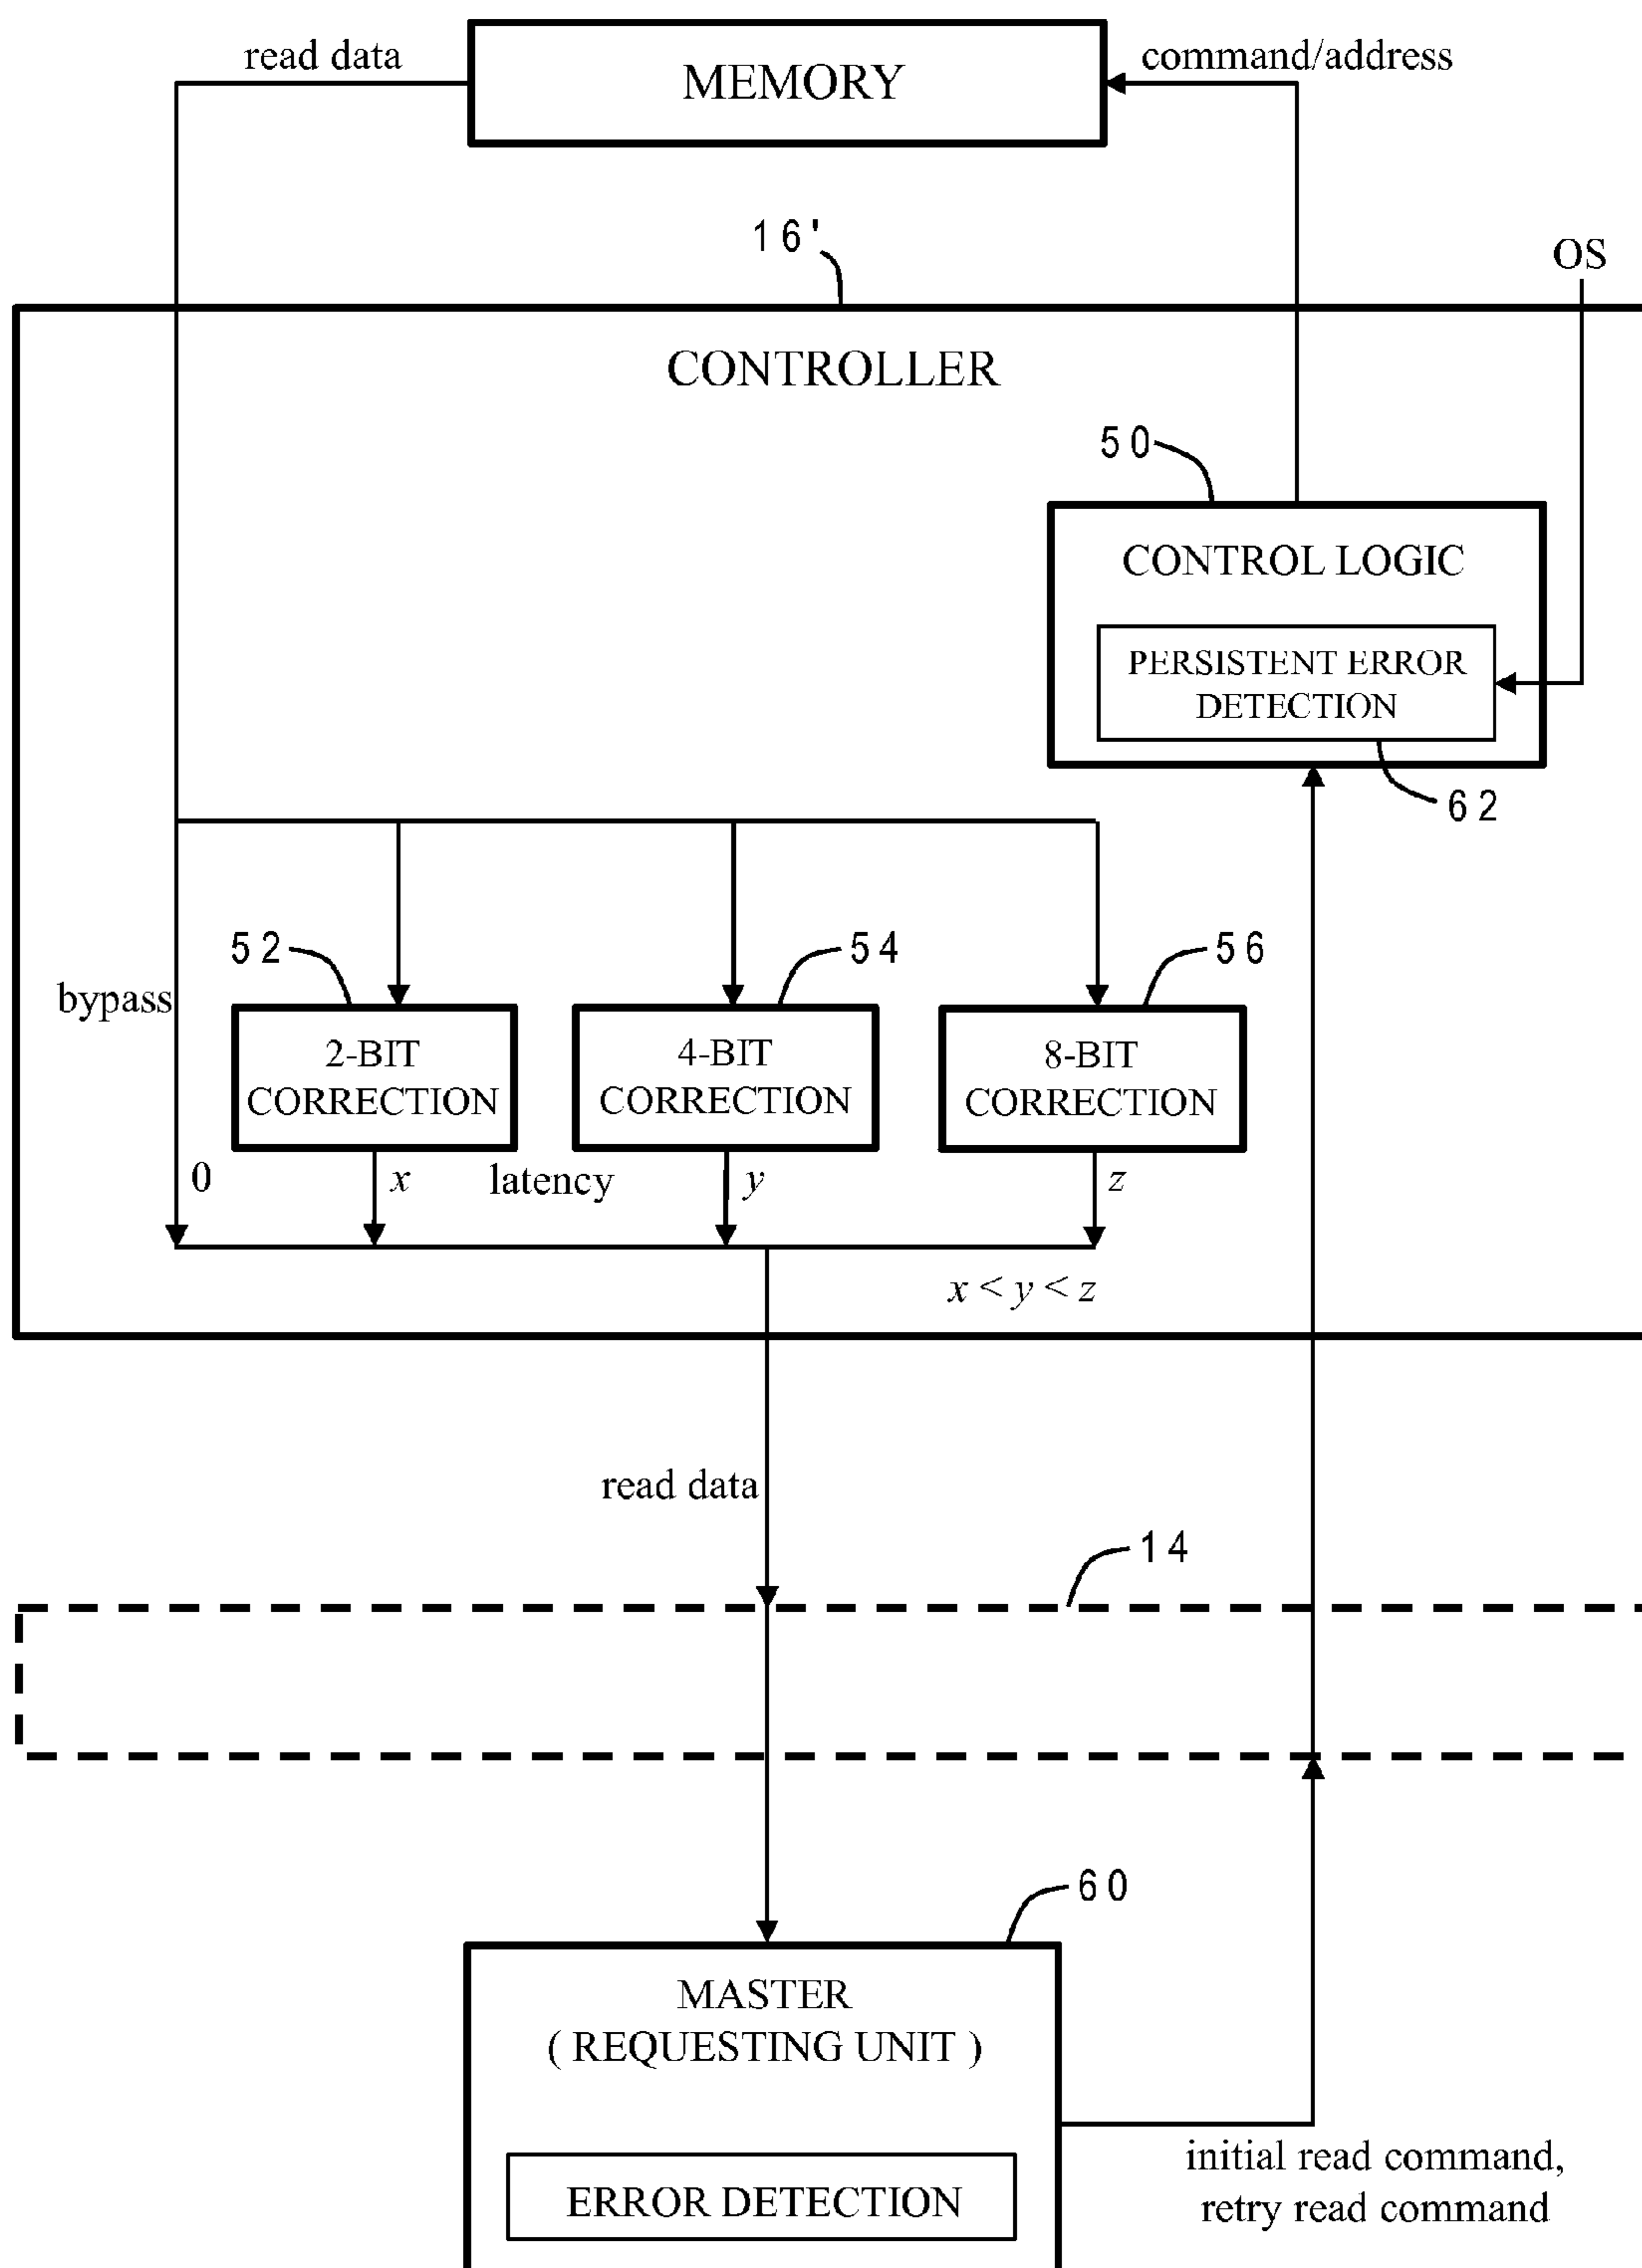 read data
MEMORY
command/address
16'
OS
CONTROLLER
50
CONTROL LOGIC
PERSISTENT ERROR
DETECTION
62
52
54
56
bypass
2-BIT
CORRECTION
4-BIT
CORRECTION
8-BIT
CORRECTION
0
x
latency
y
z
x < y < z
read data
14
60
MASTER
( REQUESTING UNIT )
ERROR DETECTION
initial read command,
retry read command